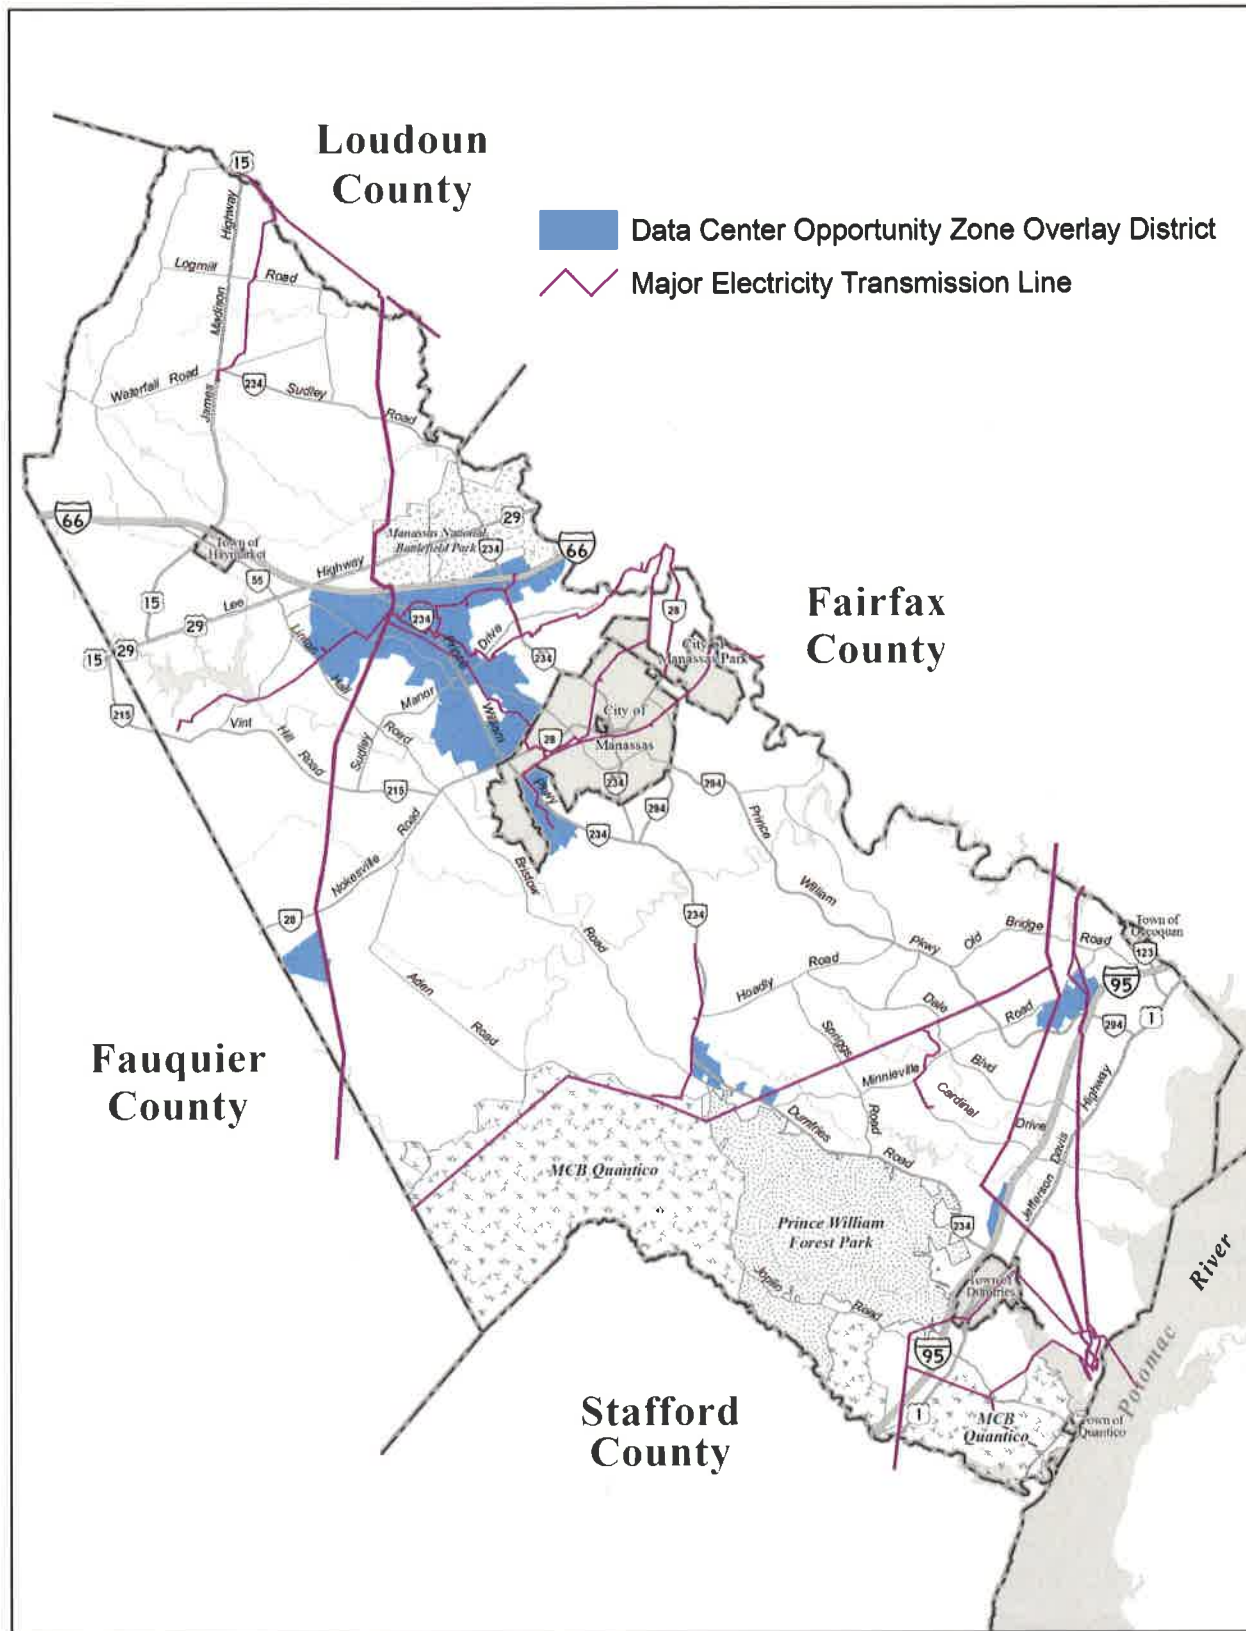 Loudoun
County
Data Center Opportunity Zone Overlay District
Major Electricity Transmission Line
15
Highway
Madison
James
Logmill
Road
Waterfall Road
234
Sudley
Road
66
Town of
Haymarket
Manassas National
Battlefield Park
29
234
66
55
Highway
Lee
15
29
15
29
Linton
Hall
Road
234
Prince
William
Pkwy
Drive
234
28
Fairfax
County
City of
Manassas Park
City of
Manassas
28
234
215
Vint
Hill
Road
Sudley
Manor
215
Nokesville
Road
28
Bristow
Road
234
294
294
Prince
William
Pkwy
234
Old
Bridge
Road
Town of
Occoquan
123
95
1
294
Hoadly
Road
Dale
Blvd
Road
Minnieville
Spriggs
Road
Cardinal
Drive
Jefferson
Davis
Highway
Aden
Road
Fauquier
County
Dumfries
Road
234
MCB Quantico
Prince William
Forest Park
Joplin
Road
Town of
Dumfries
95
1
MCB
Quantico
Town of
Quantico
Potomac
River
Stafford
County